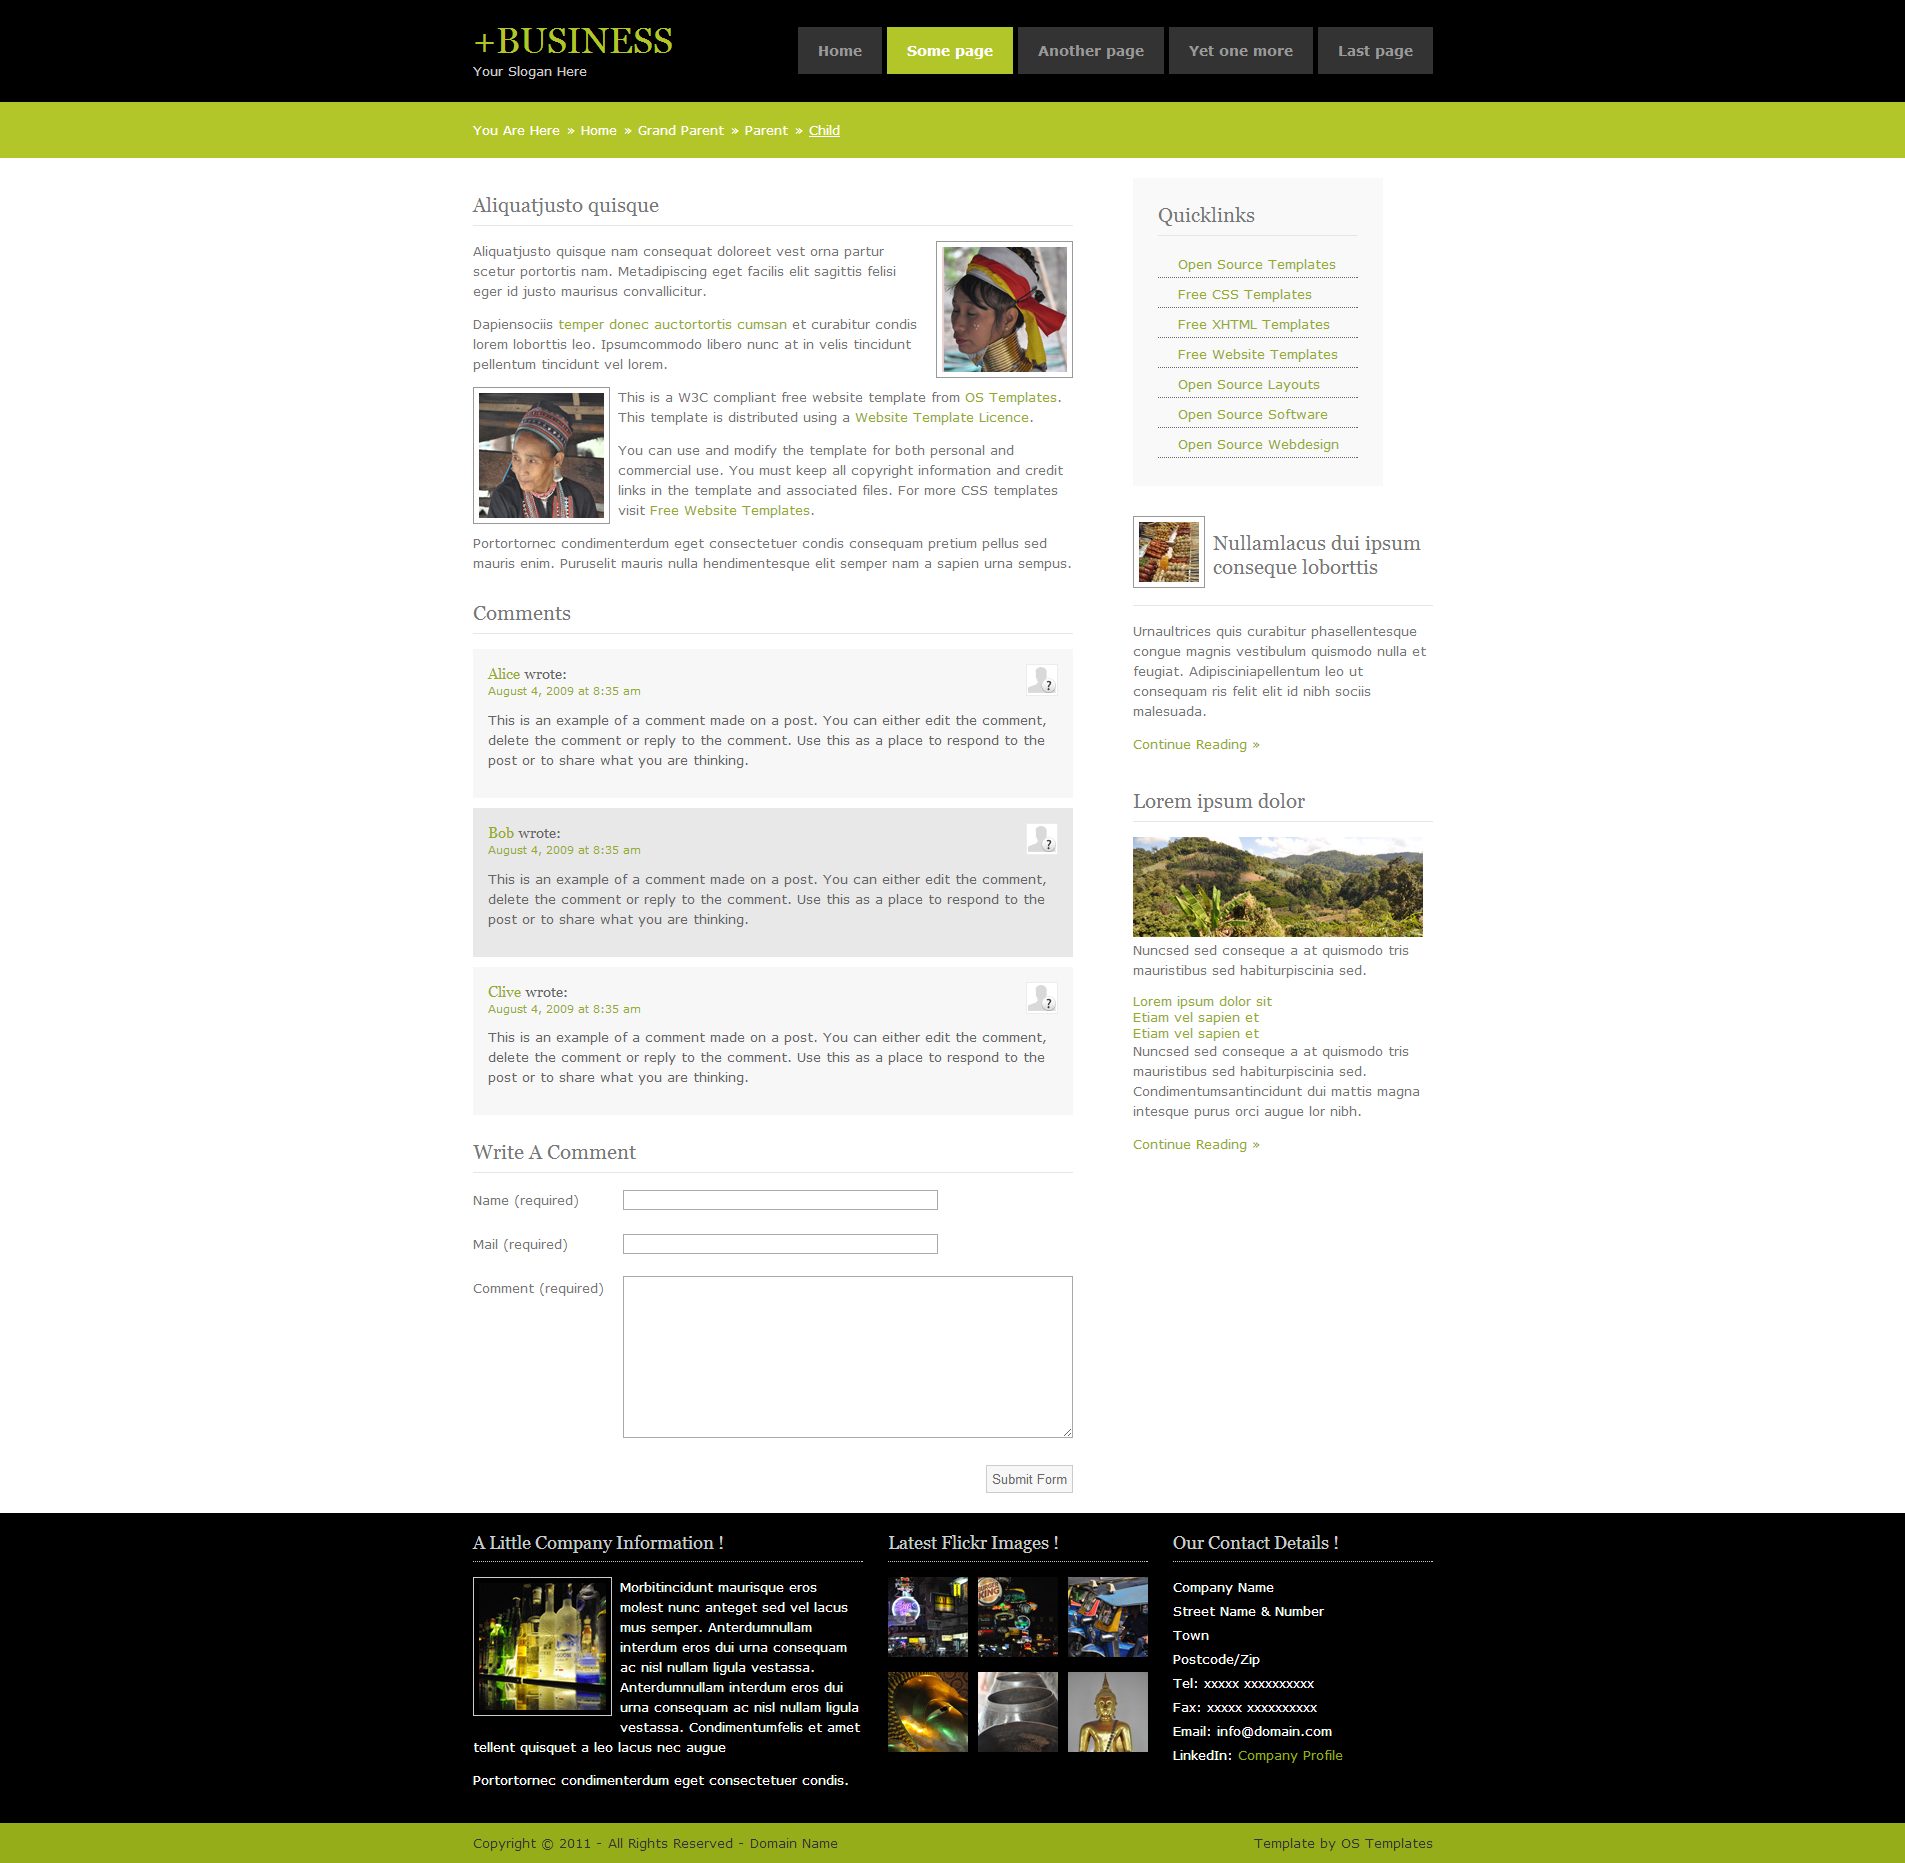 +BUSINESS
Your Slogan Here
Home
Some page
Another page
Yet one more
Last page
You Are Here » Home » Grand Parent » Parent » Child
Aliquatjusto quisque
Aliquatjusto quisque nam consequat doloreet vest orna partur
scetur portortis nam. Metadipiscing eget facilis elit sagittis felisi
eger id justo maurisus convallicitur.
Dapiensociis temper donec auctortortis cumsan et curabitur condis
lorem loborttis leo. Ipsumcommodo libero nunc at in velis tincidunt
pellentum tincidunt vel lorem.
This is a W3C compliant free website template from OS Templates.
This template is distributed using a Website Template Licence.
You can use and modify the template for both personal and
commercial use. You must keep all copyright information and credit
links in the template and associated files. For more CSS templates
visit Free Website Templates.
Portortornec condimenterdum eget consectetuer condis consequam pretium pellus sed
mauris enim. Puruselit mauris nulla hendimentesque elit semper nam a sapien urna sempus.
Comments
Alice wrote:
August 4, 2009 at 8:35 am
This is an example of a comment made on a post. You can either edit the comment,
delete the comment or reply to the comment. Use this as a place to respond to the
post or to share what you are thinking.
Bob wrote:
August 4, 2009 at 8:35 am
This is an example of a comment made on a post. You can either edit the comment,
delete the comment or reply to the comment. Use this as a place to respond to the
post or to share what you are thinking.
Clive wrote:
August 4, 2009 at 8:35 am
This is an example of a comment made on a post. You can either edit the comment,
delete the comment or reply to the comment. Use this as a place to respond to the
post or to share what you are thinking.
Write A Comment
Name (required)
Mail (required)
Comment (required)
Submit Form
Quicklinks
Open Source Templates
Free CSS Templates
Free XHTML Templates
Free Website Templates
Open Source Layouts
Open Source Software
Open Source Webdesign
Nullamlacus dui ipsum
conseque loborttis
Urnaultrices quis curabitur phasellentesque
congue magnis vestibulum quismodo nulla et
feugiat. Adipisciniapellentum leo ut
consequam ris felit elit id nibh sociis
malesuada.
Continue Reading »
Lorem ipsum dolor
Nuncsed sed conseque a at quismodo tris
mauristibus sed habiturpiscinia sed.
Lorem ipsum dolor sit
Etiam vel sapien et
Etiam vel sapien et
Nuncsed sed conseque a at quismodo tris
mauristibus sed habiturpiscinia sed.
Condimentumsantincidunt dui mattis magna
intesque purus orci augue lor nibh.
Continue Reading »
A Little Company Information !
Morbitincidunt maurisque eros
molest nunc anteget sed vel lacus
mus semper. Anterdumnullam
interdum eros dui urna consequam
ac nisl nullam ligula vestassa.
Anterdumnullam interdum eros dui
urna consequam ac nisl nullam ligula
vestassa. Condimentumfelis et amet
tellent quisquet a leo lacus nec augue
Portortornec condimenterdum eget consectetuer condis.
Latest Flickr Images !
BURGER
KING
Our Contact Details !
Company Name
Street Name & Number
Town
Postcode/Zip
Tel: xxxxx xxxxxxxxxx
Fax: xxxxx xxxxxxxxxx
Email: info@domain.com
LinkedIn: Company Profile
Copyright © 2011 - All Rights Reserved - Domain Name
Template by OS Templates